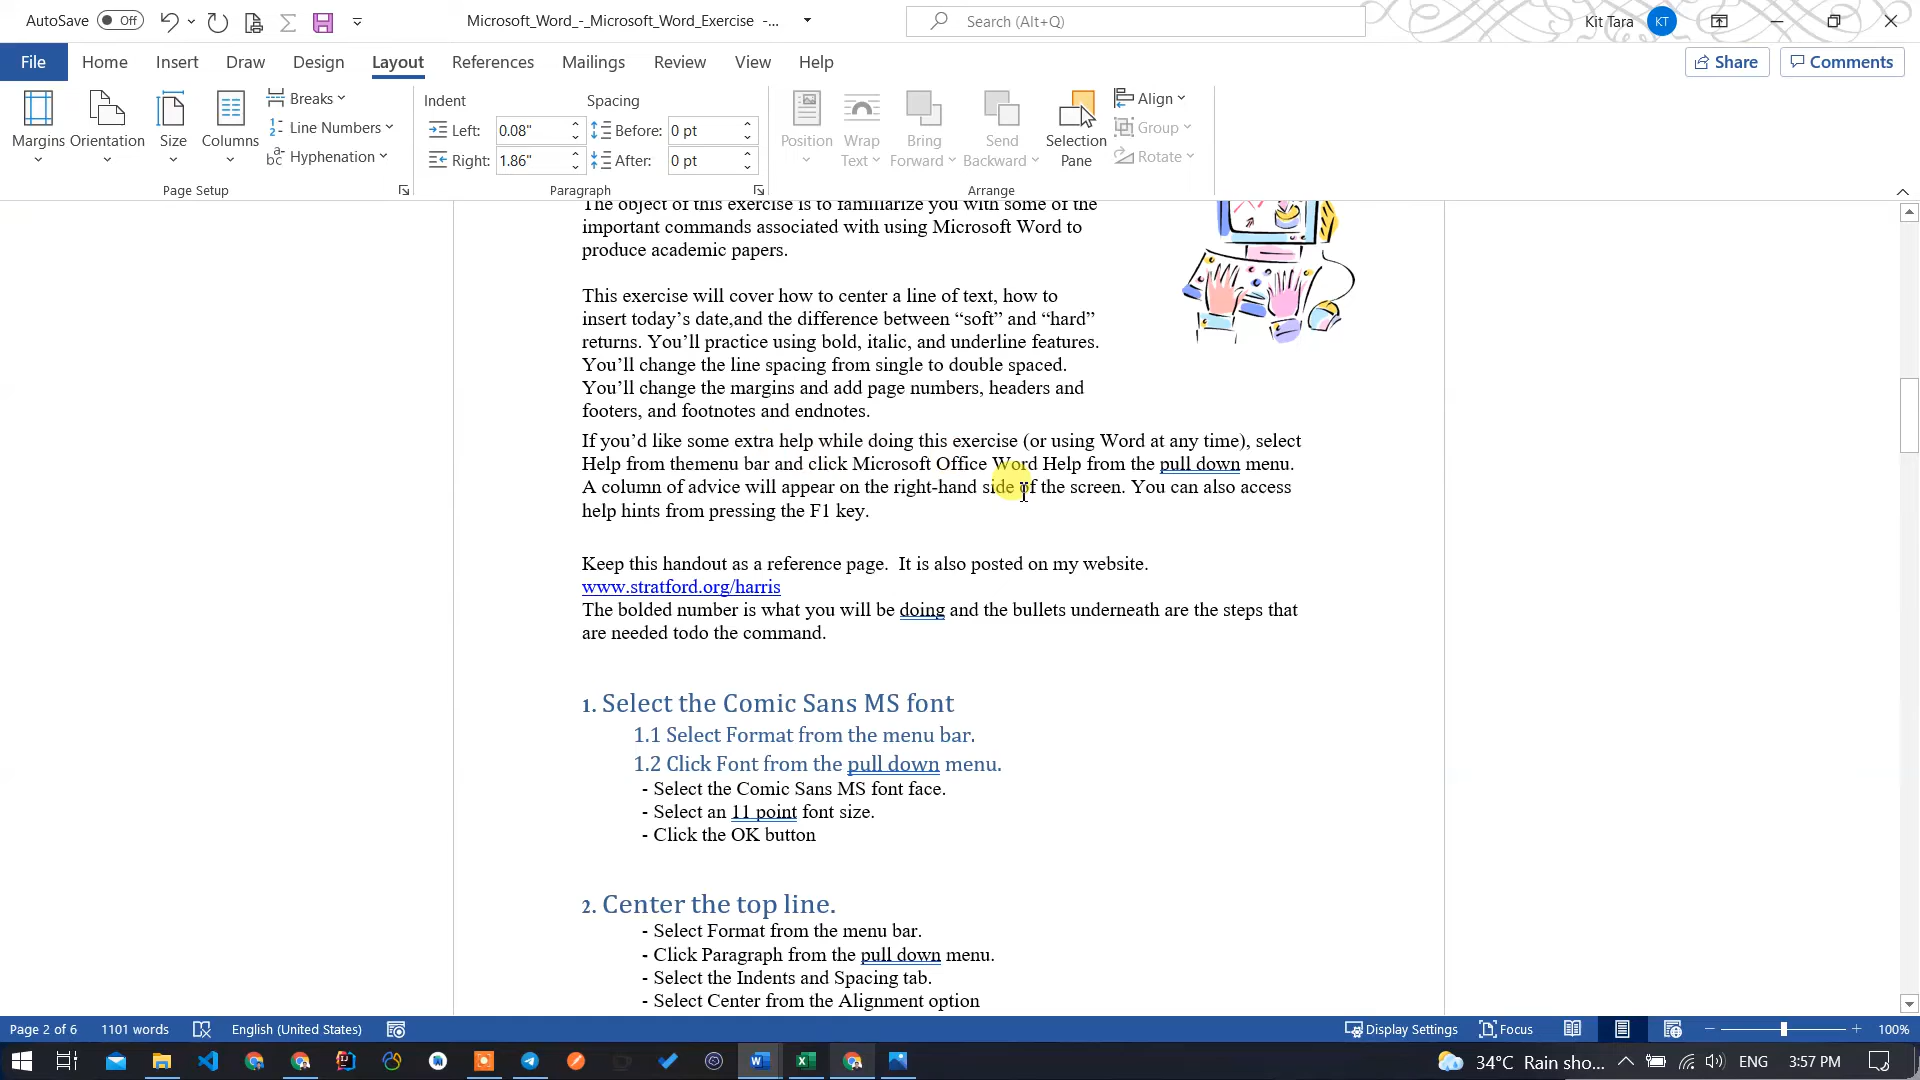 AutoSave Off Microsoft_Word_-_Microsoft_Word_Exercise -... Search (Alt+Q) Kit Tara KT
File Home Insert Draw Design Layout References Mailings Review View Help Share Comments
Margins Orientation Size Columns Breaks Line Numbers Hyphenation
Page Setup
Indent Spacing
Left: 0.08" Before: 0 pt
Right: 1.86" After: 0 pt
Paragraph
Position Wrap Text Bring Forward Send Backward Selection Pane Align Group Rotate
Arrange
The object of this exercise is to familiarize you with some of the
important commands associated with using Microsoft Word to
produce academic papers.
This exercise will cover how to center a line of text, how to
insert today’s date,and the difference between “soft” and “hard”
returns. You’ll practice using bold, italic, and underline features.
You’ll change the line spacing from single to double spaced.
You’ll change the margins and add page numbers, headers and
footers, and footnotes and endnotes.
If you’d like some extra help while doing this exercise (or using Word at any time), select
Help from themenu bar and click Microsoft Office Word Help from the pull down menu.
A column of advice will appear on the right-hand side of the screen. You can also access
help hints from pressing the F1 key.
Keep this handout as a reference page. It is also posted on my website.
www.stratford.org/harris
The bolded number is what you will be doing and the bullets underneath are the steps that
are needed todo the command.
1. Select the Comic Sans MS font
1.1 Select Format from the menu bar.
1.2 Click Font from the pull down menu.
- Select the Comic Sans MS font face.
- Select an 11 point font size.
- Click the OK button
2. Center the top line.
- Select Format from the menu bar.
- Click Paragraph from the pull down menu.
- Select the Indents and Spacing tab.
- Select Center from the Alignment option
Page 2 of 6 1101 words English (United States) Display Settings Focus 100%
34°C Rain sho... ENG 3:57 PM